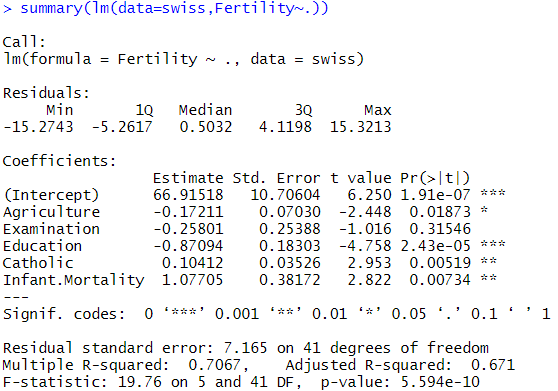 > summary(lm(data=swiss,Fertility~.))
Call:
lm(formula = Fertility ~ ., data = swiss)
Residuals:
Min 1Q Median 3Q Max
-15.2743 -5.2617 0.5032 4.1198 15.3213
Coefficients:
Estimate Std. Error t value Pr(>|t|)
(Intercept) 66.91518 10.70604 6.250 1.91e-07 ***
Agriculture -0.17211 0.07030 -2.448 0.01873 *
Examination -0.25801 0.25388 -1.016 0.31546
Education -0.87094 0.18303 -4.758 2.43e-05 ***
Catholic 0.10412 0.03526 2.953 0.00519 **
Infant.Mortality 1.07705 0.38172 2.822 0.00734 **
---
Signif. codes: 0 ‘***’ 0.001 ‘**’ 0.01 ‘*’ 0.05 ‘.’ 0.1 ‘ ’ 1
Residual standard error: 7.165 on 41 degrees of freedom
Multiple R-squared: 0.7067, Adjusted R-squared: 0.671
F-statistic: 19.76 on 5 and 41 DF, p-value: 5.594e-10